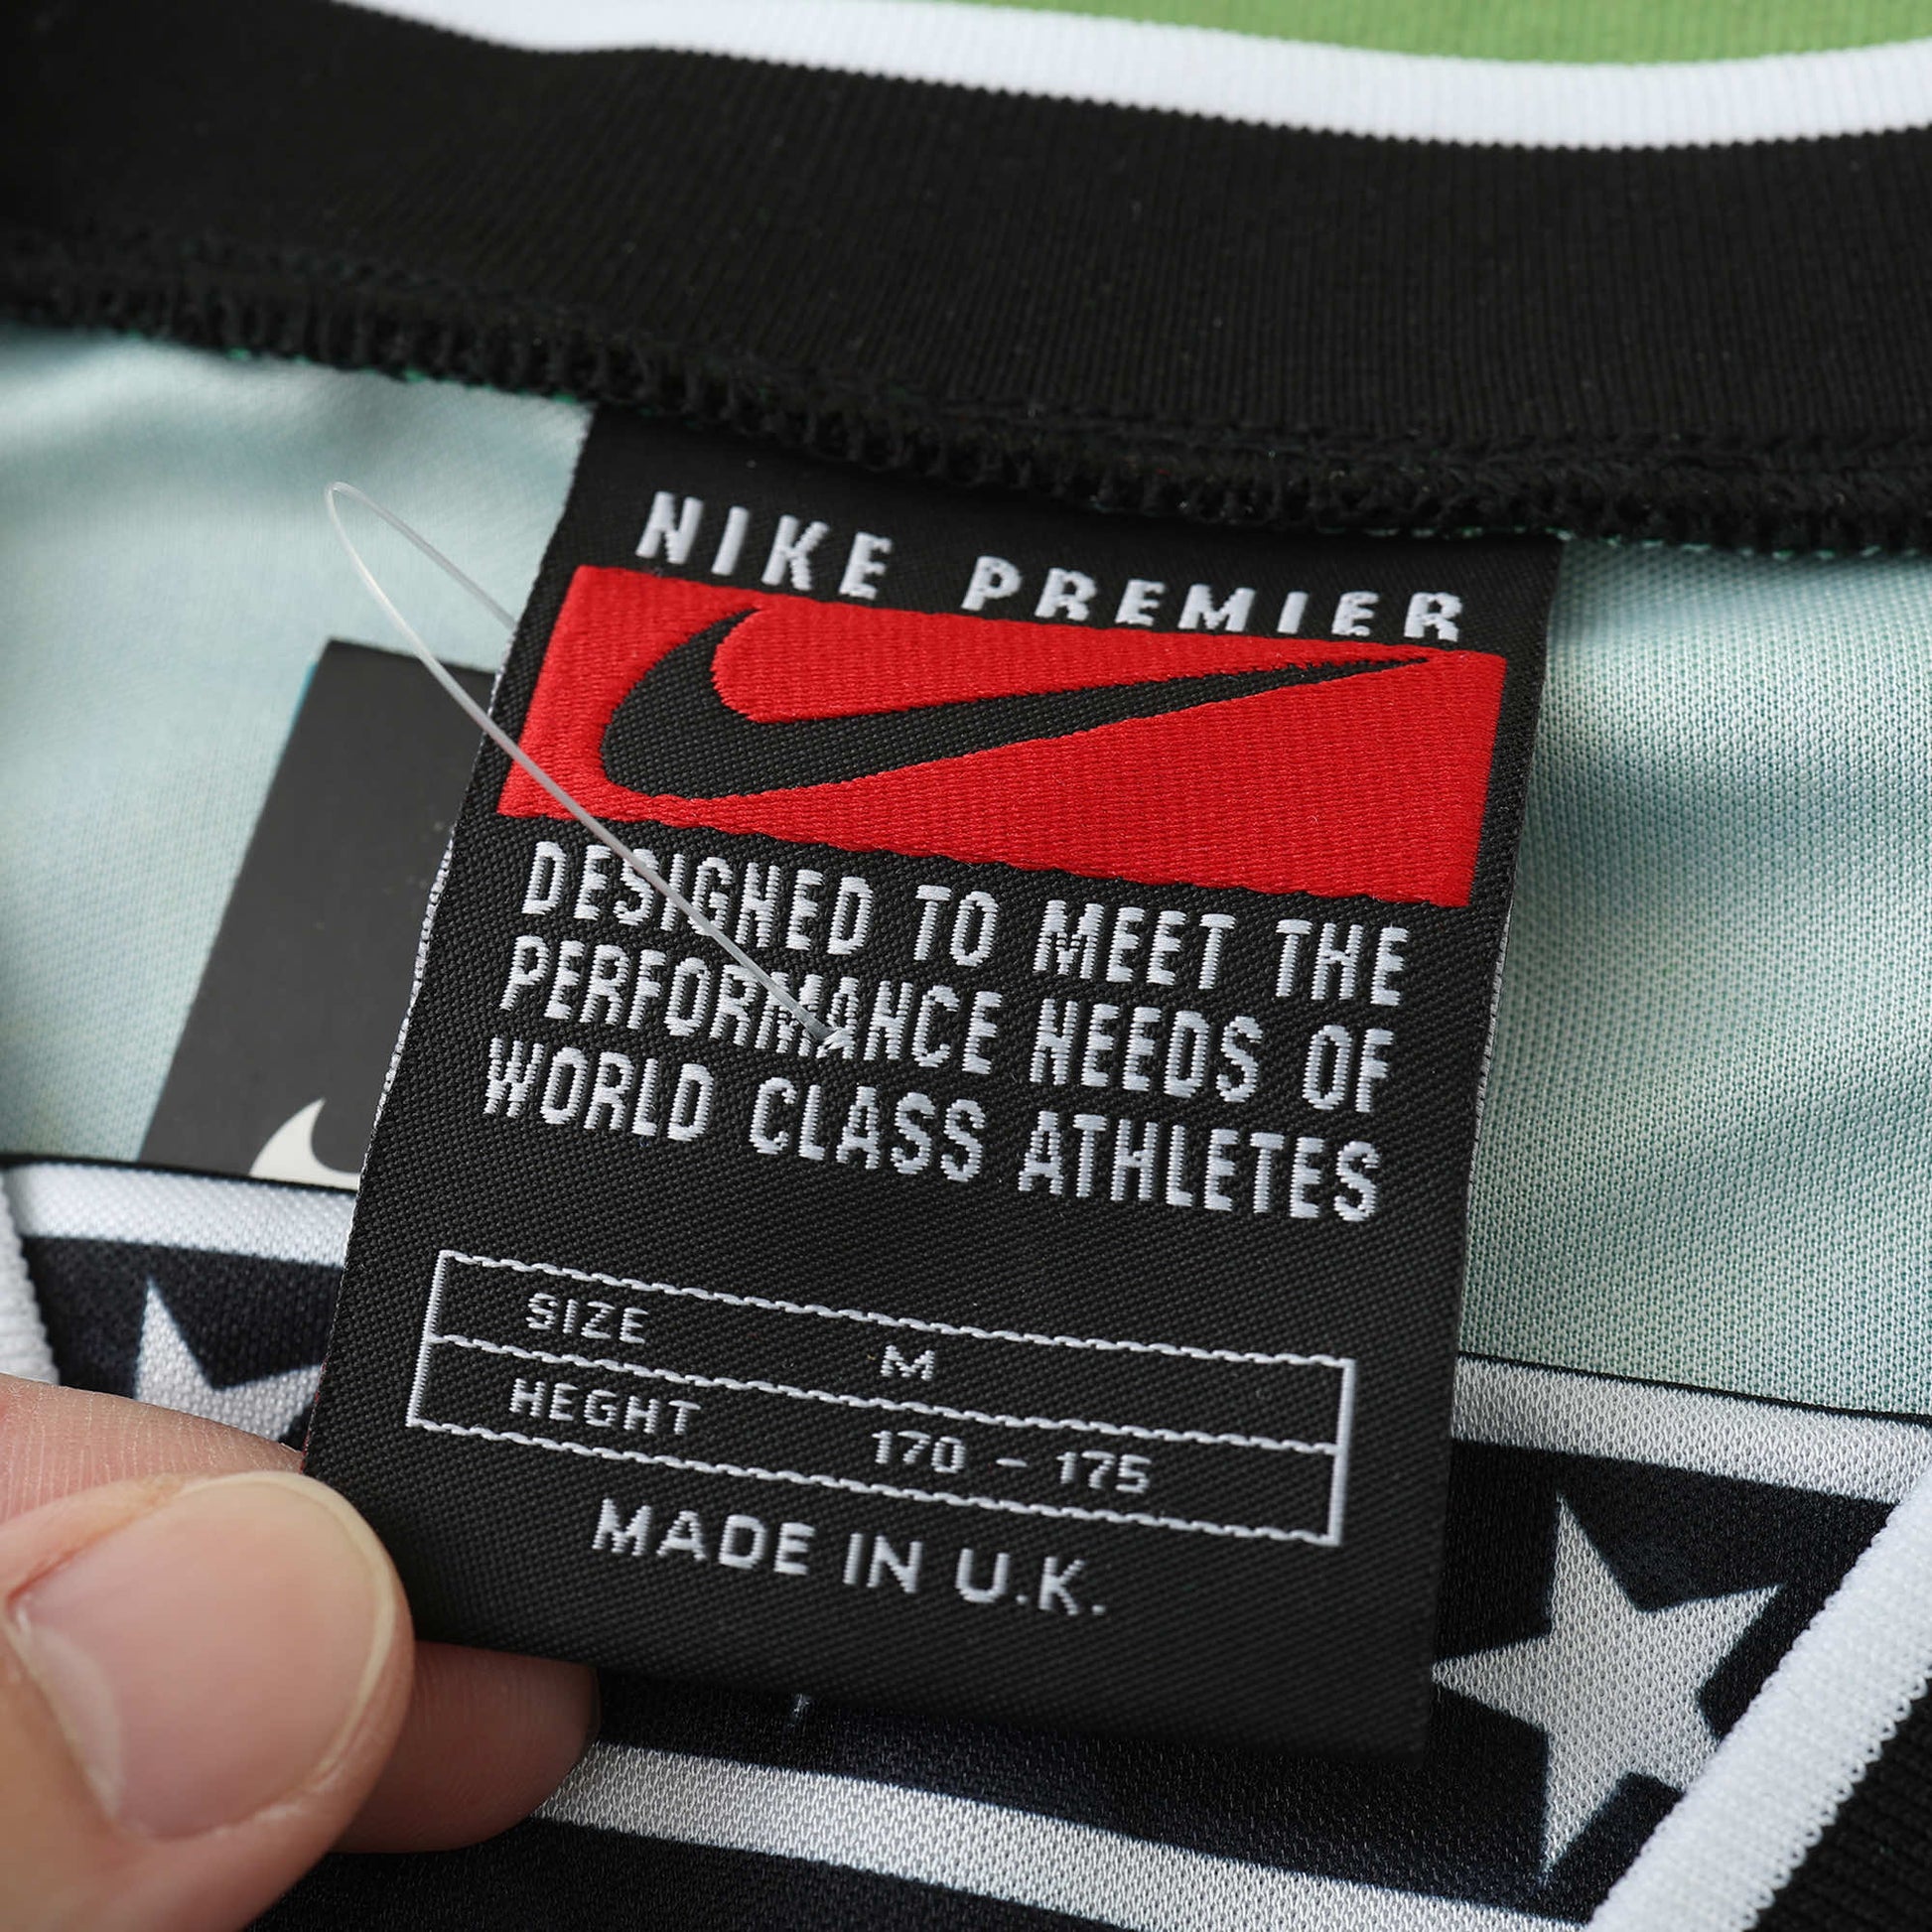 NIKE PREMIER
DESIGNED TO MEET THE
PERFORMANCE NEEDS OF
WORLD CLASS ATHLETES
SIZE M
HEGHT 170 - 175
MADE IN U.K.